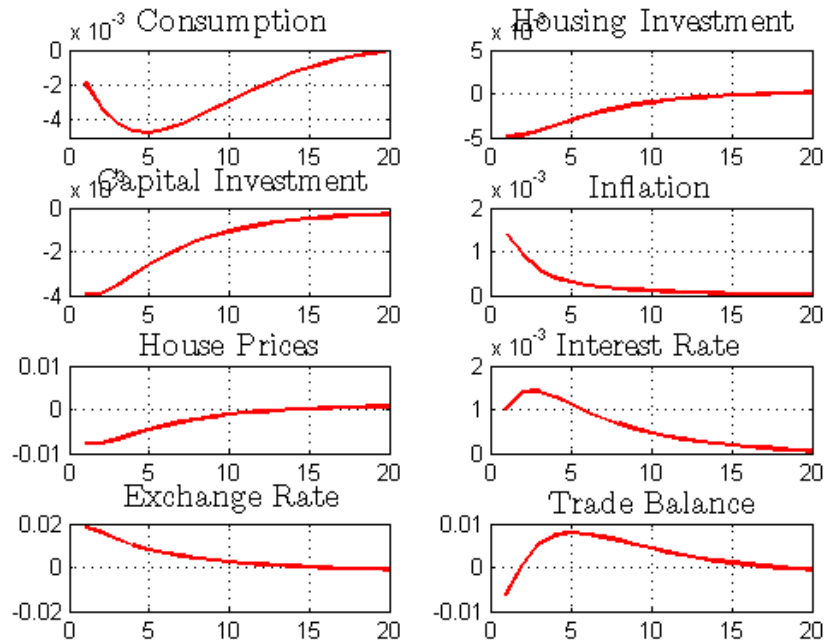 x 10-3 Consumption
0
-2
-4
0 5 10 15 20
x 10-3 Housing Investment
5
0
-5
0 5 10 15 20
x 10-3 Capital Investment
0
-2
-4
0 5 10 15 20
x 10-3 Inflation
2
1
0
0 5 10 15 20
House Prices
0.01
0
-0.01
0 5 10 15 20
x 10-3 Interest Rate
2
1
0
0 5 10 15 20
Exchange Rate
0.02
0
-0.02
0 5 10 15 20
Trade Balance
0.01
0
-0.01
0 5 10 15 20